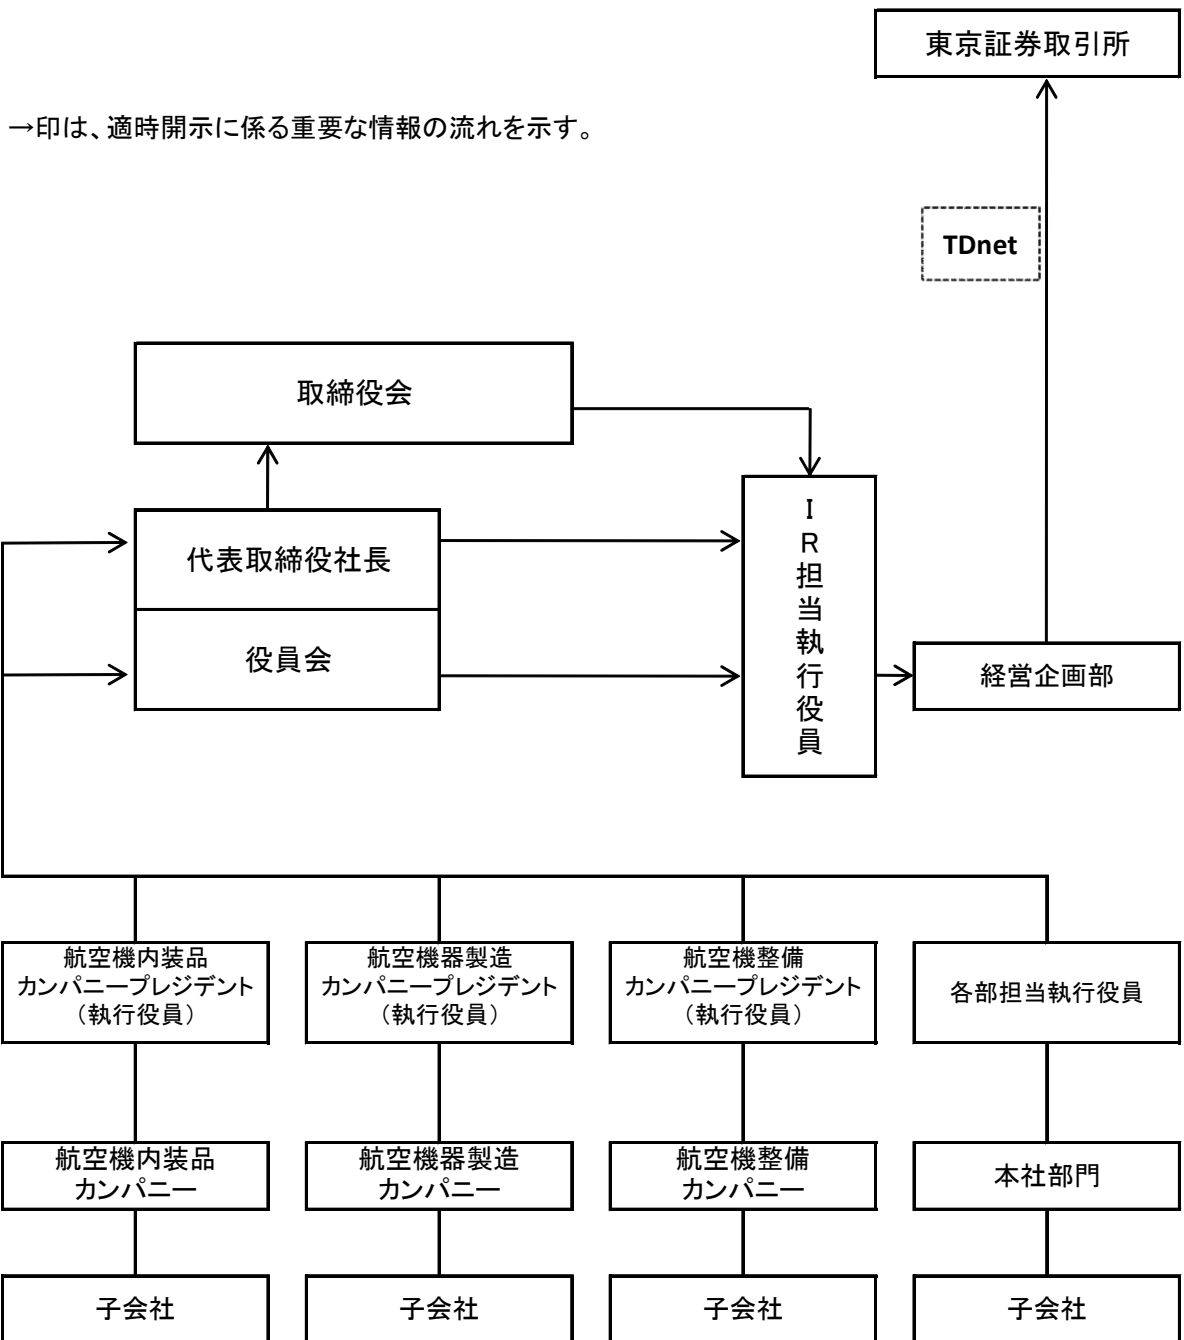 東京証券取引所
→印は、適時開示に係る重要な情報の流れを示す。
TDnet
取締役会
代表取締役社長
役員会
ＩＲ担当執行役員
経営企画部
航空機内装品
カンパニープレジデント
（執行役員）
航空機器製造
カンパニープレジデント
（執行役員）
航空機整備
カンパニープレジデント
（執行役員）
各部担当執行役員
航空機内装品
カンパニー
航空機器製造
カンパニー
航空機整備
カンパニー
本社部門
子会社
子会社
子会社
子会社